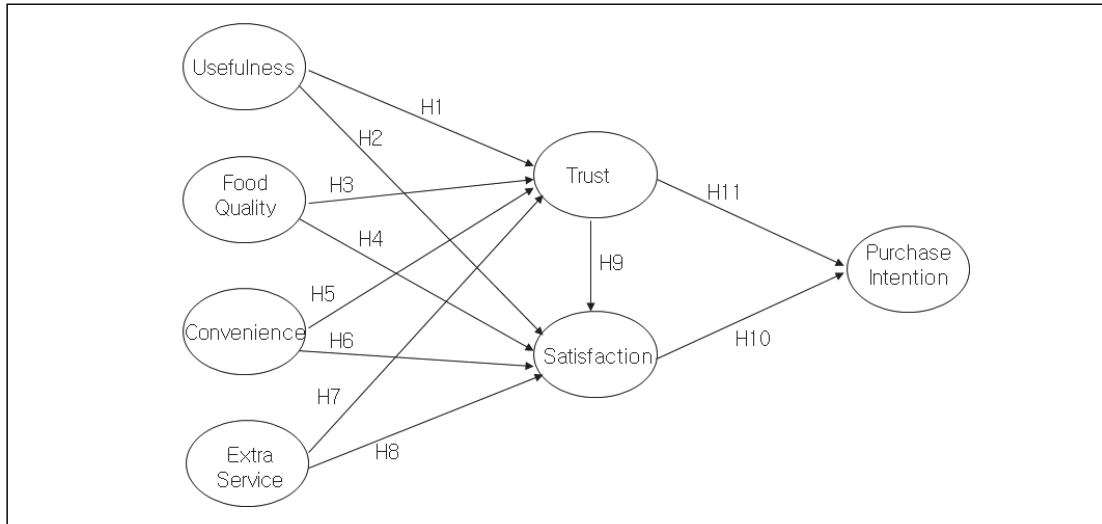 Usefulness
H1
H2
Trust
Food
Quality
H3
H11
H4
Purchase
Intention
H9
H5
Convenience
H6
Satisfaction
H10
H7
Extra
Service
H8